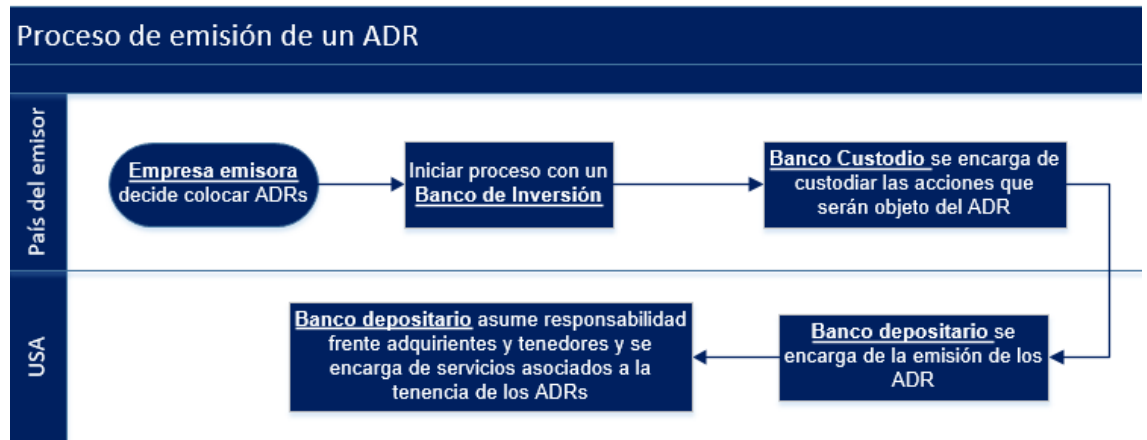 Proceso de emisión de un ADR
País del emisor
Empresa emisora
decide colocar ADRs
Iniciar proceso con un
Banco de Inversión
Banco Custodio se encarga de
custodiar las acciones que
serán objeto del ADR
USA
Banco depositario se
encarga de la emisión de los
ADR
Banco depositario asume responsabilidad
frente adquirientes y tenedores y se
encarga de servicios asociados a la
tenencia de los ADRs